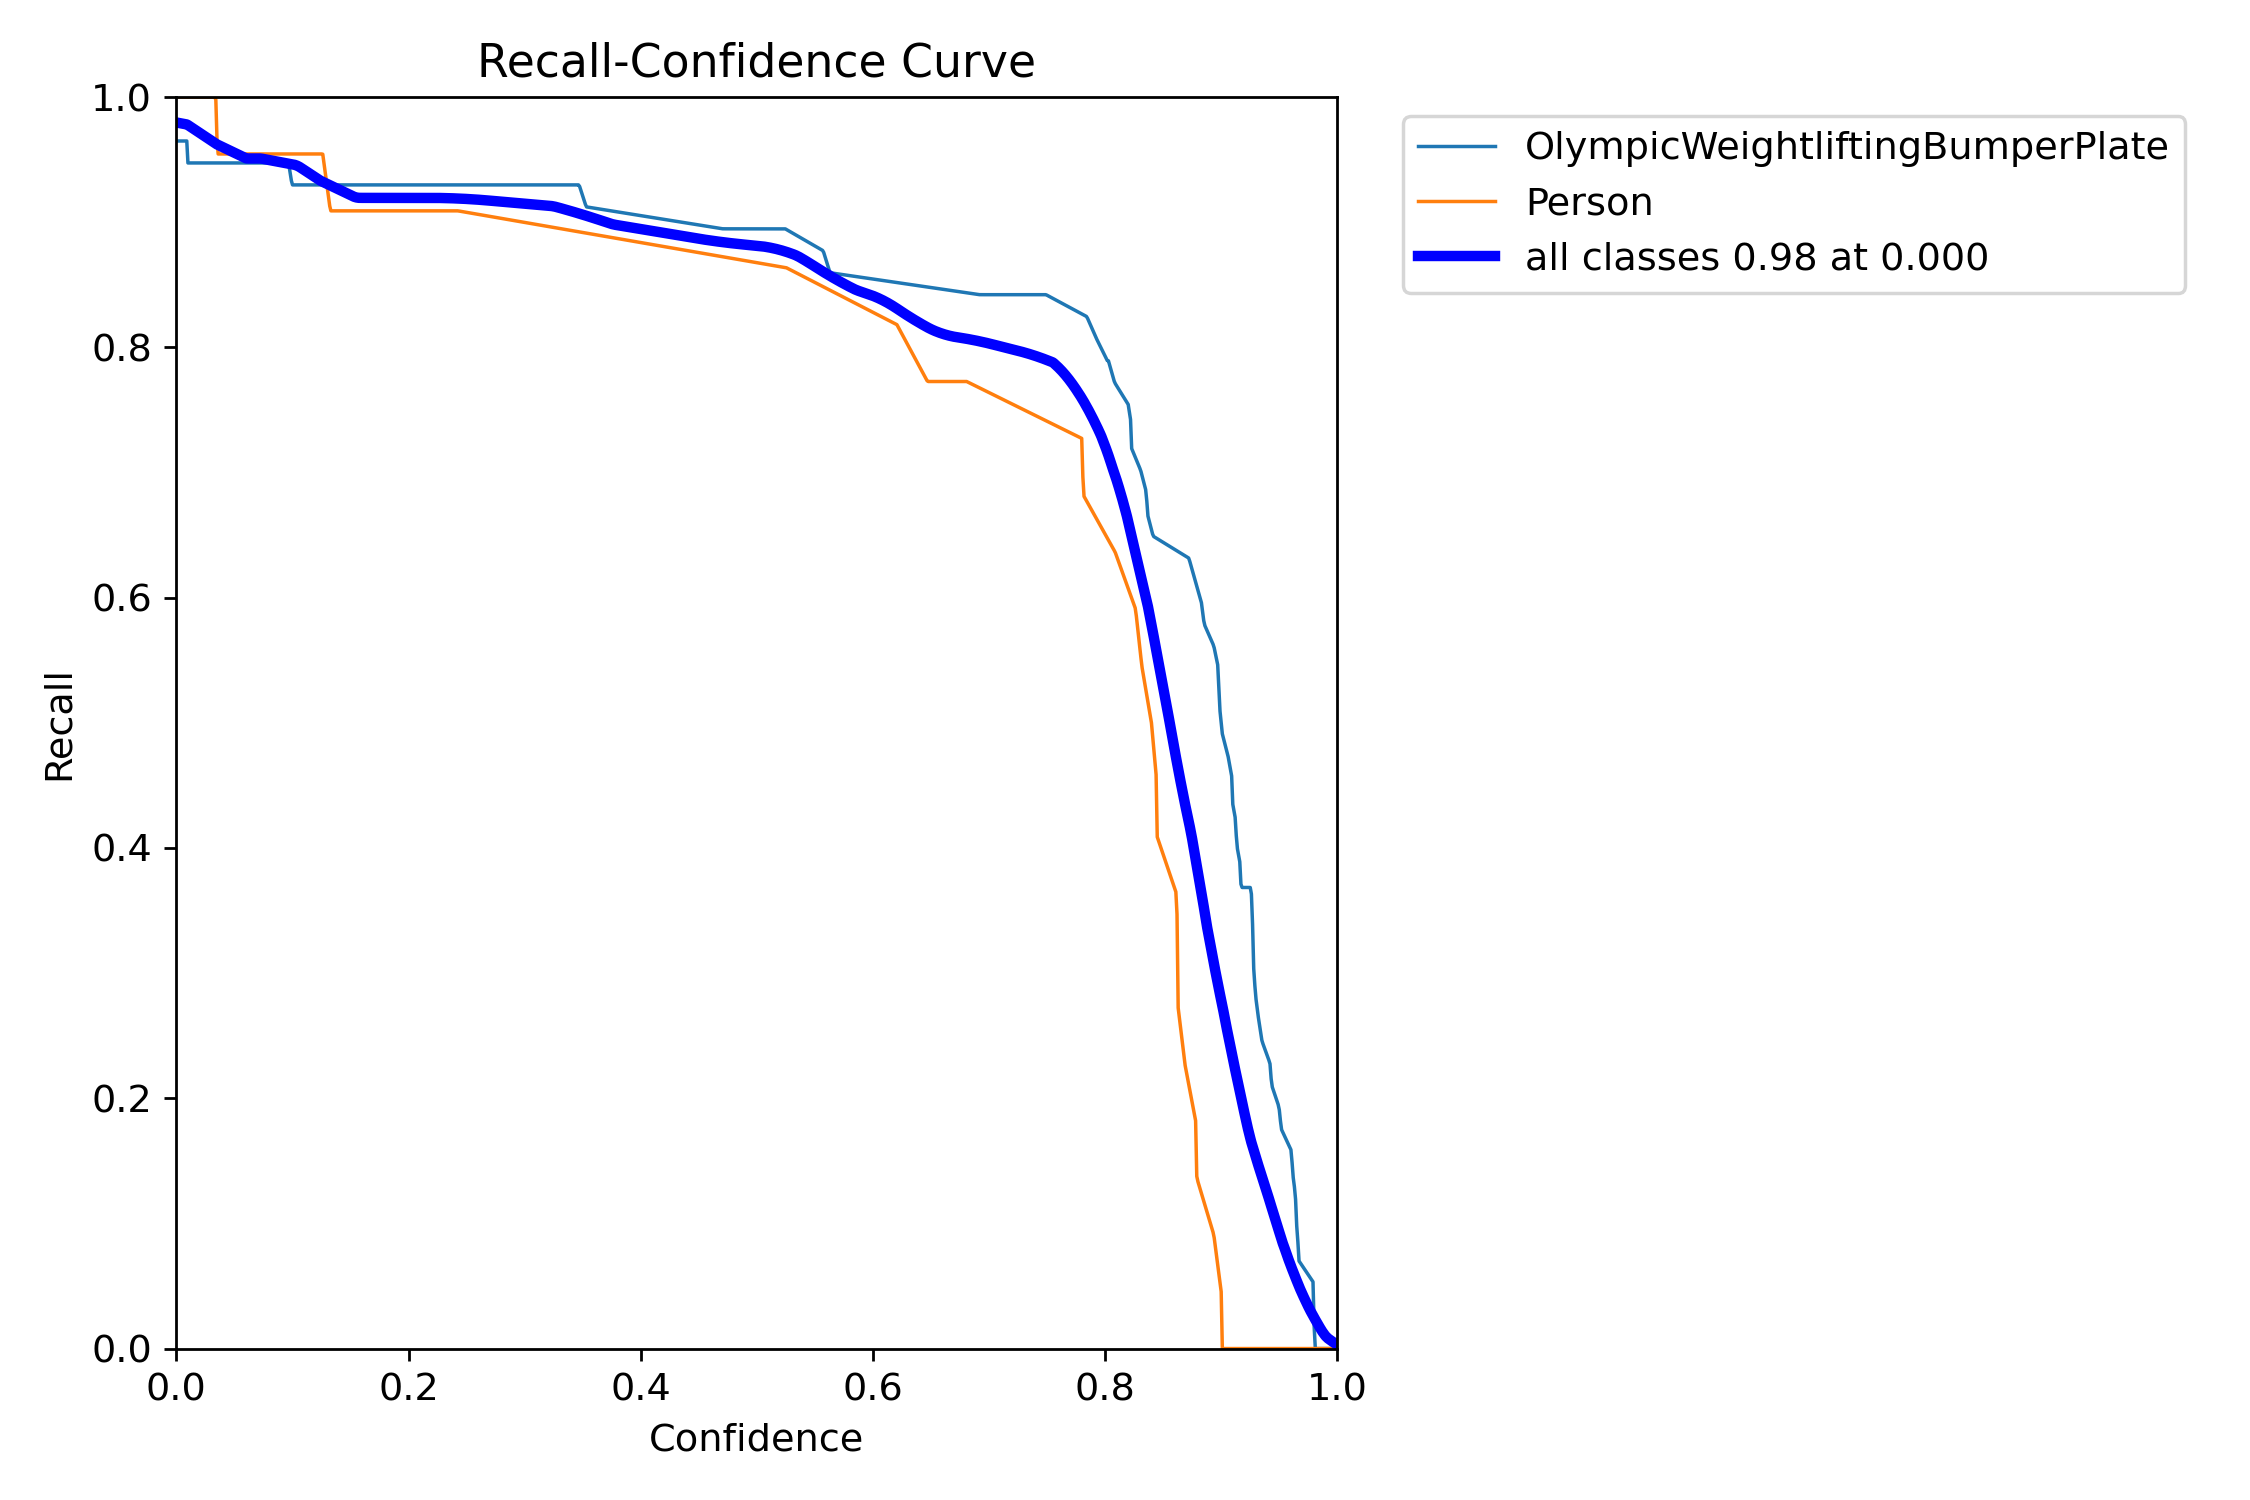 Recall-Confidence Curve
1.0
0.8
0.6
0.4
0.2
0.0
Recall
0.0 0.2 0.4 0.6 0.8 1.0
Confidence
OlympicWeightliftingBumperPlate
Person
all classes 0.98 at 0.000